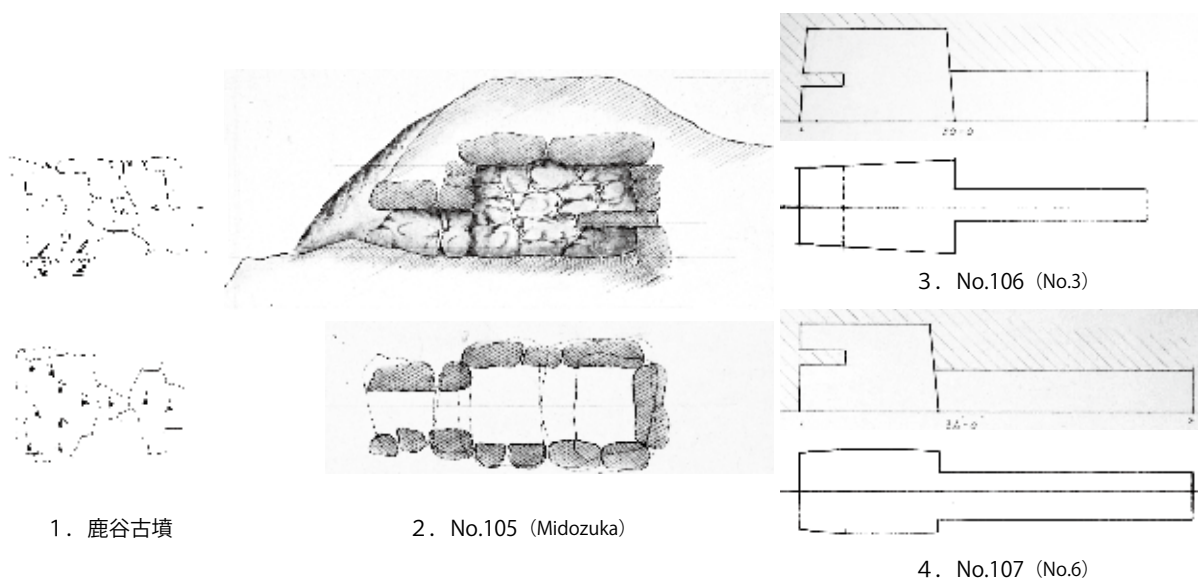 3．No.106（No.3）
1．鹿谷古墳
2．No.105（Midozuka）
4．No.107（No.6）